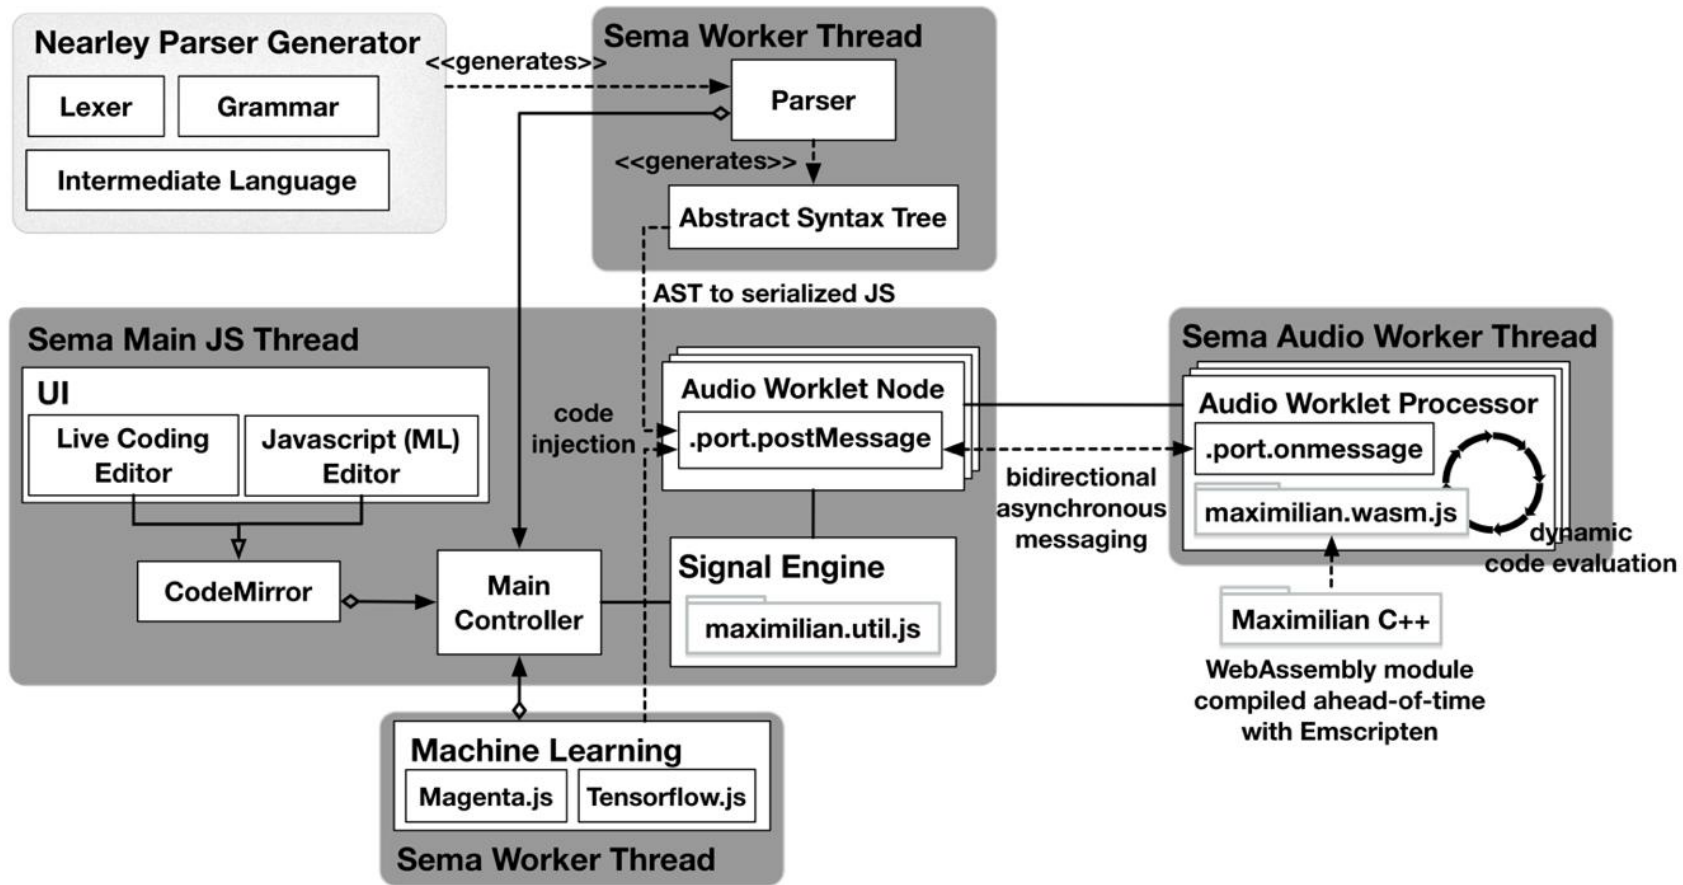 Nearley Parser Generator
Lexer
Grammar
Intermediate Language
<<generates>>
Sema Worker Thread
Parser
<<generates>>
Abstract Syntax Tree
AST to serialized JS
Sema Main JS Thread
UI
Live Coding
Editor
Javascript (ML)
Editor
CodeMirror
Main
Controller
code
injection
Audio Worklet Node
.port.postMessage
Signal Engine
maximilian.util.js
bidirectional
asynchronous
messaging
Sema Audio Worker Thread
Audio Worklet Processor
.port.onmessage
maximilian.wasm.js
dynamic
code evaluation
Maximilian C++
WebAssembly module
compiled ahead-of-time
with Emscripten
Machine Learning
Magenta.js
Tensorflow.js
Sema Worker Thread